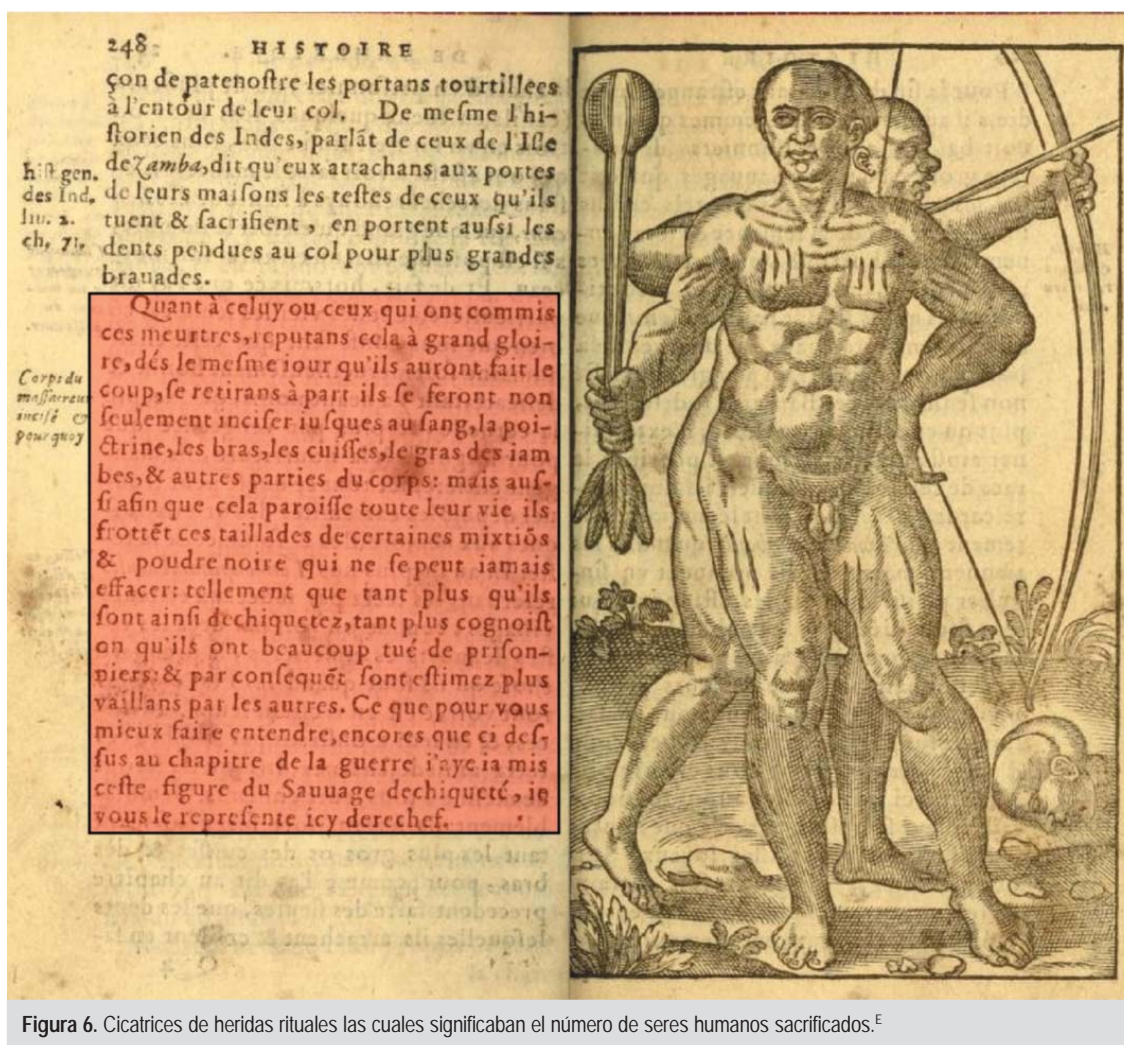 248 HISTOIRE
çon de patenoſtre les portans tourtillées
à l'entour de leur col. De meſme l'hi-
ſtorien des Indes, parlãt de ceux de l'Iſle
de Zamba, dit qu'eux attachans aux portes
de leurs maiſons les teſtes de ceux qu'ils
tuent & ſacrifient, en portent auſsi les
dents pendues au col pour plus grandes
brauades.
hiſt. gen.
des Ind.
liu. 2.
ch. 71.
Quant à celuy ou ceux qui ont commis
ces meurtres, reputans cela à grand gloi-
re, dés le meſme iour qu'ils auront fait le
coup, ſe retirans à part ils ſe feront non
ſeulement inciſer iuſques au ſang, la poi-
ctrine, les bras, les cuiſſes, le gras des iam
bes, & autres parties du corps: mais auſ-
ſi afin que cela paroiſſe toute leur vie ils
frottẽt ces taillades de certaines mixtiõs
& poudre noire qui ne ſe peut iamais
effacer: tellement que tant plus qu'ils
ſont ainſi dechiquetez, tant plus cognoiſt
on qu'ils ont beaucoup tué de priſon-
niers: & par conſequẽt ſont eſtimez plus
vaillans par les autres. Ce que pour vous
mieux faire entendre, encores que ci deſ-
ſus au chapitre de la guerre i'aye ia mis
ceſte figure du Sauuage dechiqueté, ie
vous le repreſente icy derechef.
Corps du
maſſacreur
inciſé &
pourquoy
Figura 6. Cicatrices de heridas rituales las cuales significaban el número de seres humanos sacrificados.E